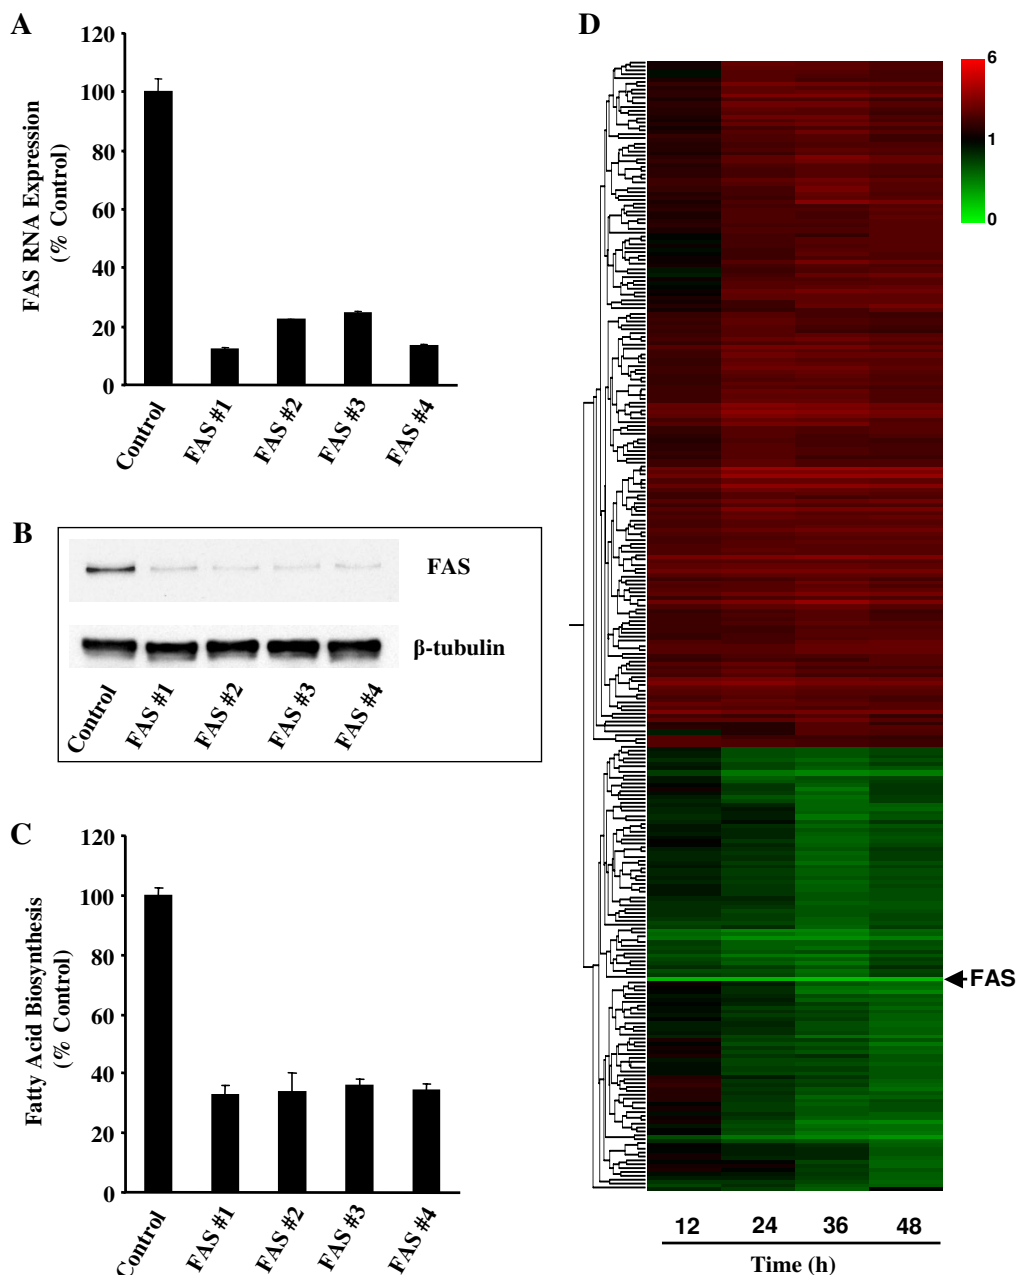 A
FAS RNA Expression
(% Control)
120
100
80
60
40
20
0
Control
FAS #1
FAS #2
FAS #3
FAS #4
B
FAS
β-tubulin
Control
FAS #1
FAS #2
FAS #3
FAS #4
C
Fatty Acid Biosynthesis
(% Control)
120
100
80
60
40
20
0
Control
FAS #1
FAS #2
FAS #3
FAS #4
D
6
1
0
FAS
12 24 36 48
Time (h)